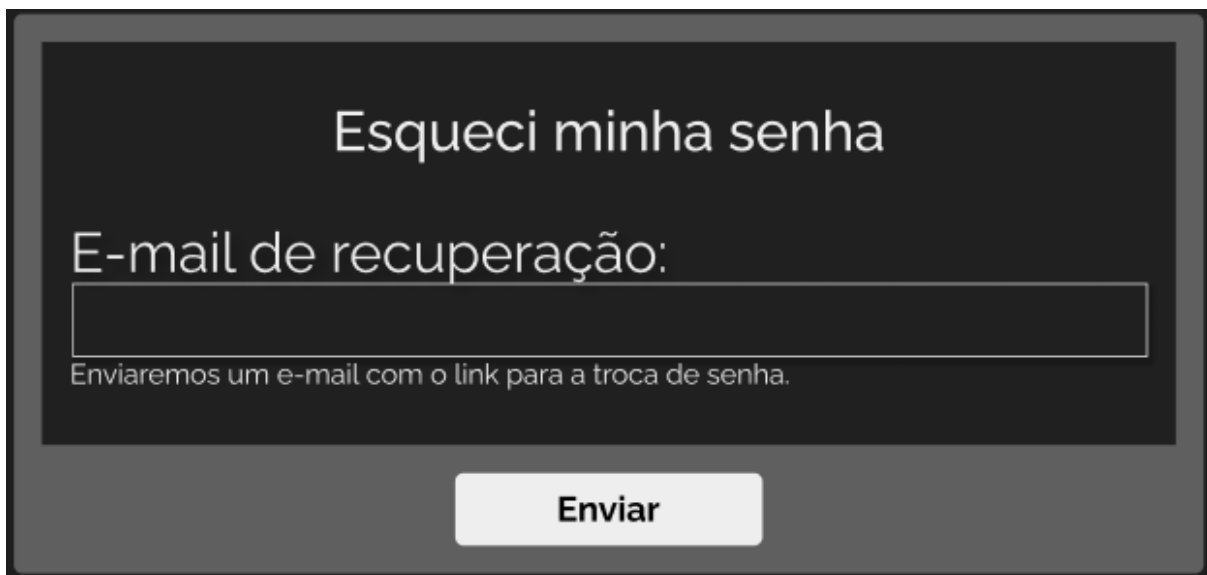 Esqueci minha senha
E-mail de recuperação:
Enviaremos um e-mail com o link para a troca de senha.
Enviar